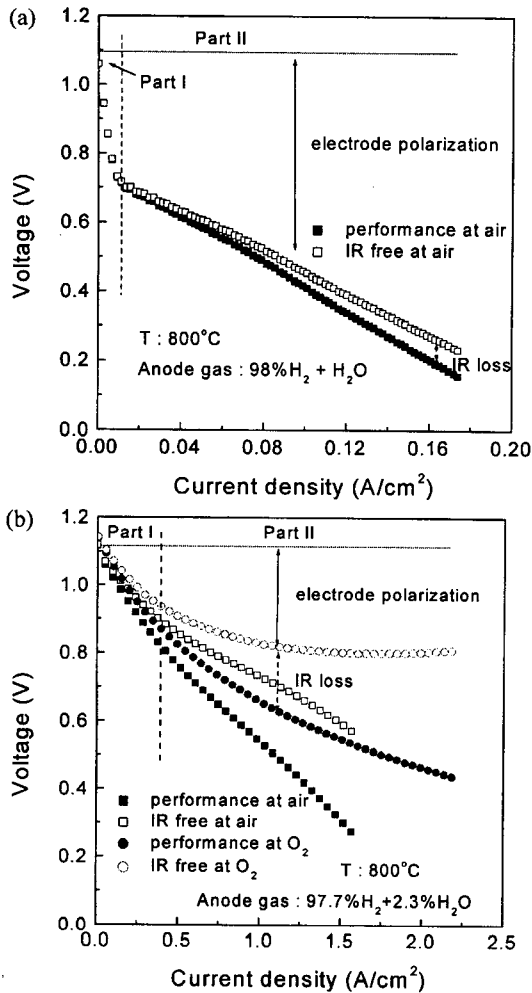 (a)
1.2
1.0
0.8
0.6
0.4
0.2
0.0
Voltage (V)
Part II
Part I
electrode polarization
performance at air
IR free at air
T : 800°C
Anode gas : 98%H₂ + H₂O
IR loss
0.00 0.04 0.08 0.12 0.16 0.20
Current density (A/cm²)
(b)
1.2
1.0
0.8
0.6
0.4
0.2
0.0
Voltage (V)
Part I Part II
electrode polarization
IR loss
performance at air
IR free at air
performance at O₂
IR free at O₂
T : 800°C
Anode gas : 97.7%H₂+2.3%H₂O
0.0 0.5 1.0 1.5 2.0 2.5
Current density (A/cm²)